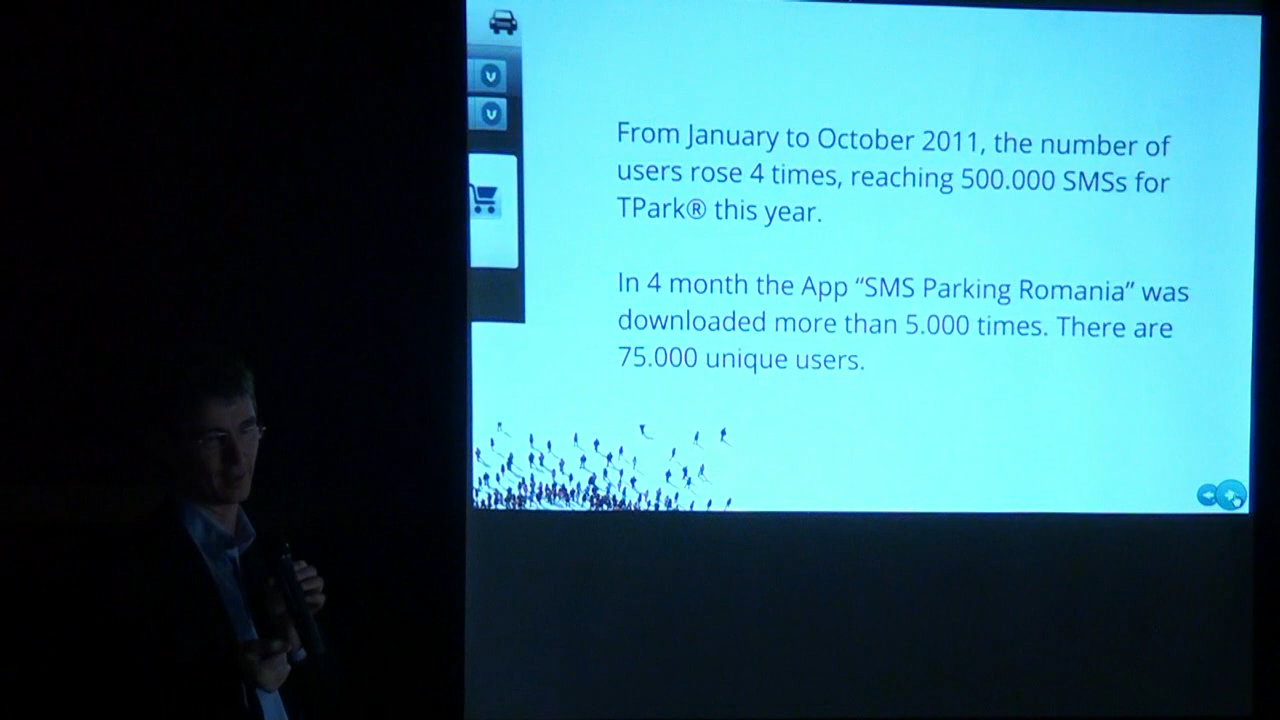 From January to October 2011, the number of
users rose 4 times, reaching 500.000 SMSs for
TPark® this year.
In 4 month the App “SMS Parking Romania” was
downloaded more than 5.000 times. There are
75.000 unique users.